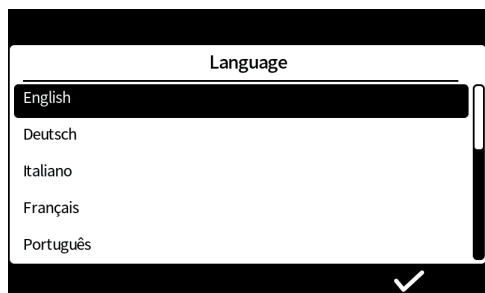 Language
English
Deutsch
Italiano
Français
Português